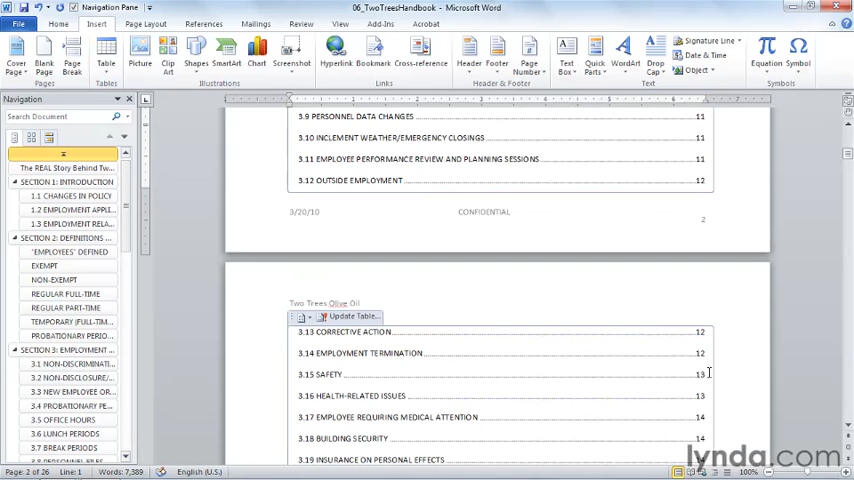 Navigation Pane
06_TwoTreesHandbook - Microsoft Word
File Home Insert Page Layout References Mailings Review View Add-Ins Acrobat
Cover Page Blank Page Page Break Table Picture Clip Art Shapes SmartArt Chart Screenshot Hyperlink Bookmark Cross-reference Header Footer Page Number Text Box Quick Parts WordArt Drop Cap Signature Line Date & Time Object Equation Symbol
Pages Tables Illustrations Links Header & Footer Text Symbols
Navigation
Search Document
The REAL Story Behind Tw...
SECTION 1: INTRODUCTION
1.1 CHANGES IN POLICY
1.2 EMPLOYMENT APPLI...
1.3 EMPLOYMENT RELA...
SECTION 2: DEFINITIONS ...
"EMPLOYEES" DEFINED
EXEMPT
NON-EXEMPT
REGULAR FULL-TIME
REGULAR PART-TIME
TEMPORARY (FULL-TIM...
PROBATIONARY PERIO...
SECTION 3: EMPLOYMENT ...
3.1 NON-DISCRIMINATI...
3.2 NON-DISCLOSURE/...
3.3 NEW EMPLOYEE OR...
3.4 PROBATIONARY PE...
3.5 OFFICE HOURS
3.6 LUNCH PERIODS
3.7 BREAK PERIODS
3.8 PERSONNEL FILES
3.9 PERSONNEL DATA CHANGES 11
3.10 INCLEMENT WEATHER/EMERGENCY CLOSINGS 11
3.11 EMPLOYEE PERFORMANCE REVIEW AND PLANNING SESSIONS 11
3.12 OUTSIDE EMPLOYMENT 12
3/20/10 CONFIDENTIAL 2
Two Trees Olive Oil
Update Table...
3.13 CORRECTIVE ACTION 12
3.14 EMPLOYMENT TERMINATION 12
3.15 SAFETY 13
3.16 HEALTH-RELATED ISSUES 13
3.17 EMPLOYEE REQUIRING MEDICAL ATTENTION 14
3.18 BUILDING SECURITY 14
3.19 INSURANCE ON PERSONAL EFFECTS
lynda.com
Page: 2 of 26 Line: 1 Words: 7,389 English (U.S.) 100%